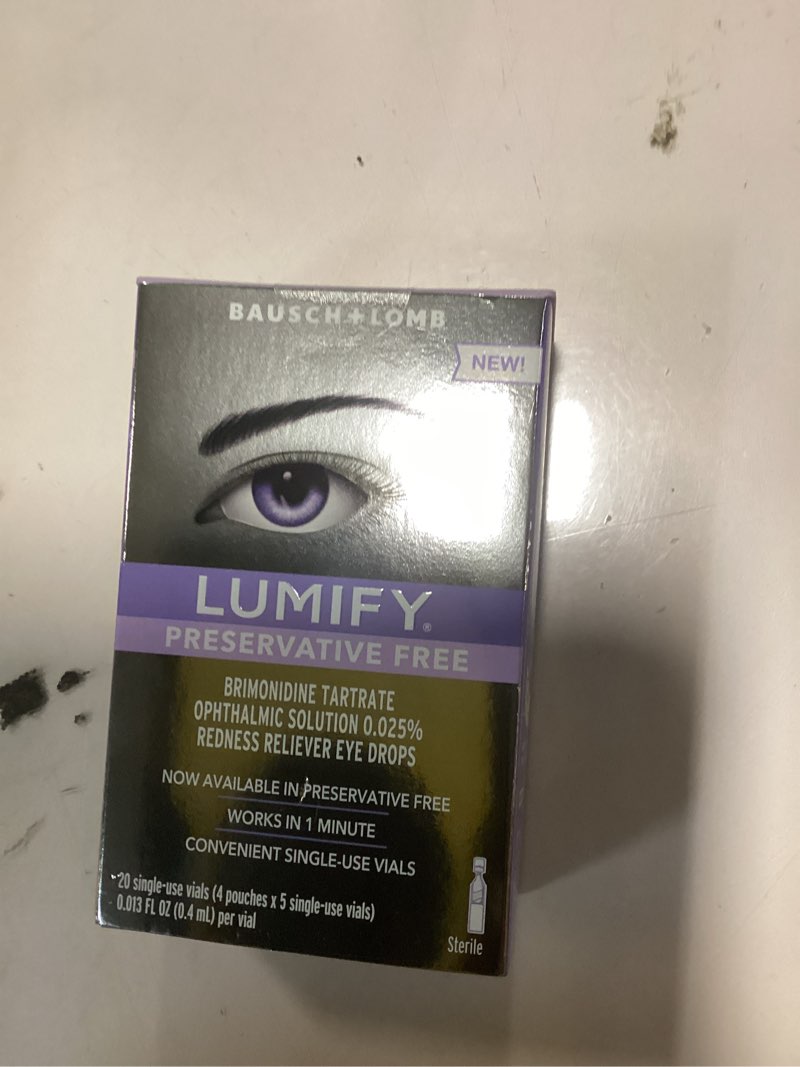 BAUSCH+LOMB
NEW!
LUMIFY®
PRESERVATIVE FREE
BRIMONIDINE TARTRATE
OPHTHALMIC SOLUTION 0.025%
REDNESS RELIEVER EYE DROPS
NOW AVAILABLE IN PRESERVATIVE FREE
WORKS IN 1 MINUTE
CONVENIENT SINGLE-USE VIALS
20 single-use vials (4 pouches x 5 single-use vials)
0.013 FL OZ (0.4 mL) per vial
Sterile